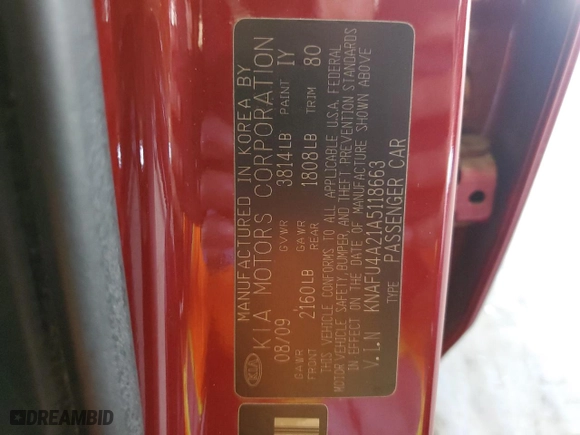 MANUFACTURED IN KOREA BY
KIA MOTORS CORPORATION
08/09 GVWR 3814LB PAINT IY
GAWR FRONT 2160LB GAWR REAR 1808LB TRIM 80
THIS VEHICLE CONFORMS TO ALL APPLICABLE U.S.A. FEDERAL
MOTOR VEHICLE SAFETY, BUMPER, AND THEFT PREVENTION STANDARDS
IN EFFECT ON THE DATE OF MANUFACTURE SHOWN ABOVE
V.I.N KNAFU4A21A5118663
TYPE PASSENGER CAR
KIA
DREAMBID